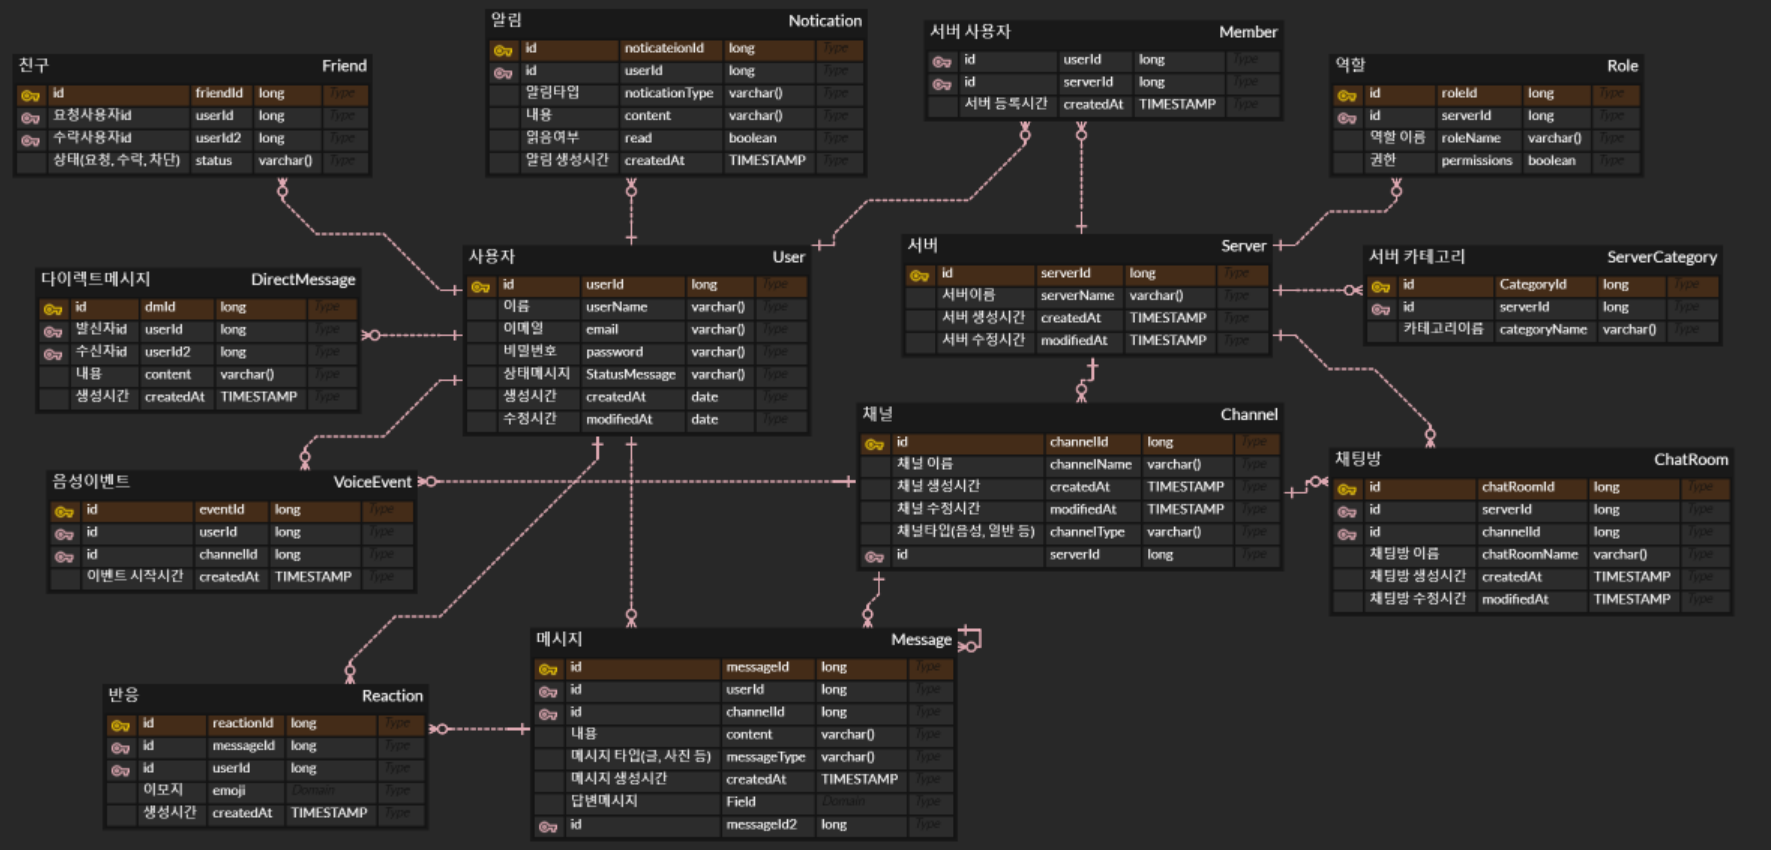 친구 Friend
id friendId long Type
요청사용자id userId long Type
수락사용자id userId2 long Type
상태(요청, 수락, 차단) status varchar() Type
알림 Notication
id noticateionId long Type
id userId long Type
알림타입 noticationType varchar() Type
내용 content varchar() Type
읽음여부 read boolean Type
알림 생성시간 createdAt TIMESTAMP Type
서버 사용자 Member
id userId long Type
id serverId long Type
서버 등록시간 createdAt TIMESTAMP Type
역할 Role
id roleId long Type
id serverId long Type
역할 이름 roleName varchar() Type
권한 permissions boolean Type
다이렉트메시지 DirectMessage
id dmId long Type
발신자id userId long Type
수신자id userId2 long Type
내용 content varchar() Type
생성시간 createdAt TIMESTAMP Type
사용자 User
id userId long Type
이름 userName varchar() Type
이메일 email varchar() Type
비밀번호 password varchar() Type
상태메시지 StatusMessage varchar() Type
생성시간 createdAt date Type
수정시간 modifiedAt date Type
서버 Server
id serverId long Type
서버이름 serverName varchar() Type
서버 생성시간 createdAt TIMESTAMP Type
서버 수정시간 modifiedAt TIMESTAMP Type
서버 카테고리 ServerCategory
id CategoryId long Type
id serverId long Type
카테고리이름 categoryName varchar() Type
음성이벤트 VoiceEvent
id eventId long Type
id userId long Type
id channelId long Type
이벤트 시작시간 createdAt TIMESTAMP Type
채널 Channel
id channelId long Type
채널 이름 channelName varchar() Type
채널 생성시간 createdAt TIMESTAMP Type
채널 수정시간 modifiedAt TIMESTAMP Type
채널타입(음성, 일반 등) channelType varchar() Type
id serverId long Type
채팅방 ChatRoom
id chatRoomId long Type
id serverId long Type
id channelId long Type
채팅방 이름 chatRoomName varchar() Type
채팅방 생성시간 createdAt TIMESTAMP Type
채팅방 수정시간 modifiedAt TIMESTAMP Type
반응 Reaction
id reactionId long Type
id messageId long Type
id userId long Type
이모지 emoji Domain Type
생성시간 createdAt TIMESTAMP Type
메시지 Message
id messageId long Type
id userId long Type
id channelId long Type
내용 content varchar() Type
메시지 타입(글, 사진 등) messageType varchar() Type
메시지 생성시간 createdAt TIMESTAMP Type
답변메시지 Field Domain Type
id messageId2 long Type